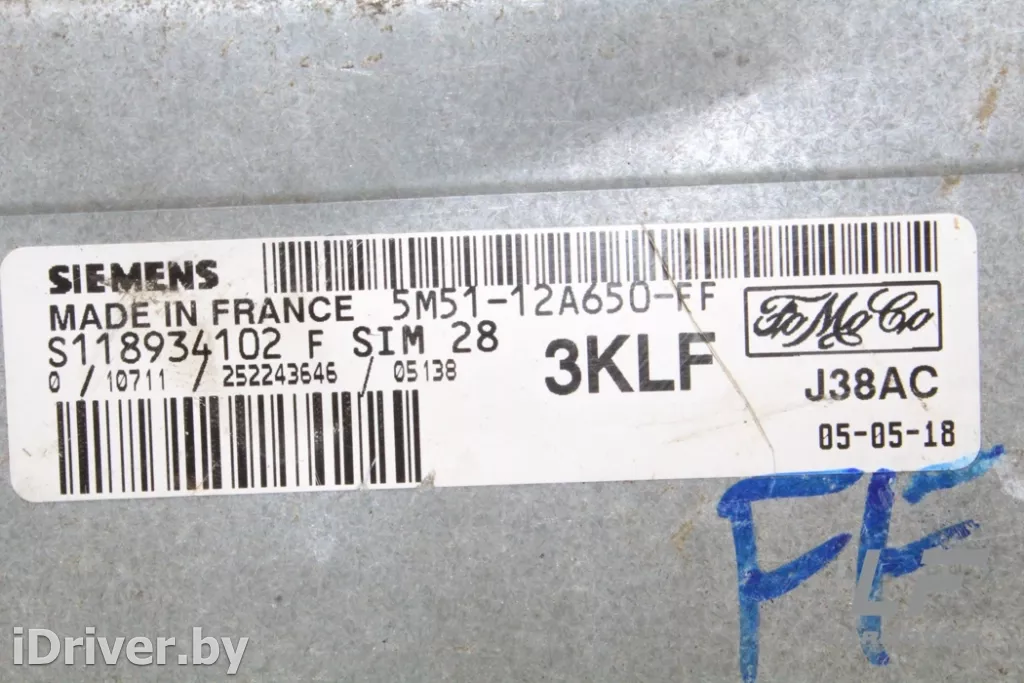 SIEMENS
MADE IN FRANCE 5M51-12A650-FF
S118934102 F SIM 28
0 / 10711 / 252243646 / 05138
3KLF
FoMoCo
J38AC
05-05-18
FF
LF
iDriver.by